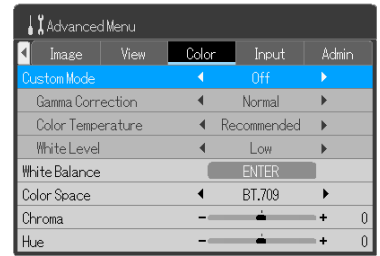 Advanced Menu
Image View Color Input Admin
Custom Mode Off
Gamma Correction Normal
Color Temperature Recommended
White Level Low
White Balance ENTER
Color Space BT.709
Chroma - + 0
Hue - + 0